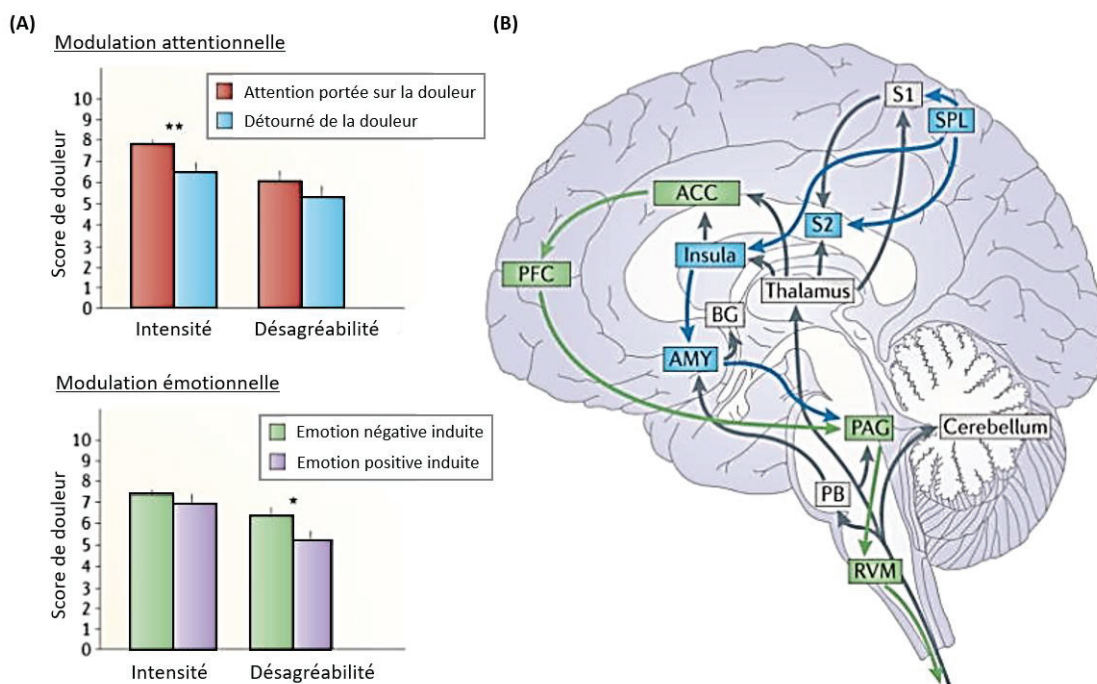 (A)
Modulation attentionnelle
Attention portée sur la douleur
Détourné de la douleur
Score de douleur
10
9
8
7
6
5
4
3
2
1
0
**
Intensité
Désagréabilité
Modulation émotionnelle
Emotion négative induite
Emotion positive induite
Score de douleur
10
9
8
7
6
5
4
3
2
1
0
*
Intensité
Désagréabilité
(B)
S1
SPL
ACC
S2
Insula
PFC
Thalamus
BG
AMY
PAG
Cerebellum
PB
RVM